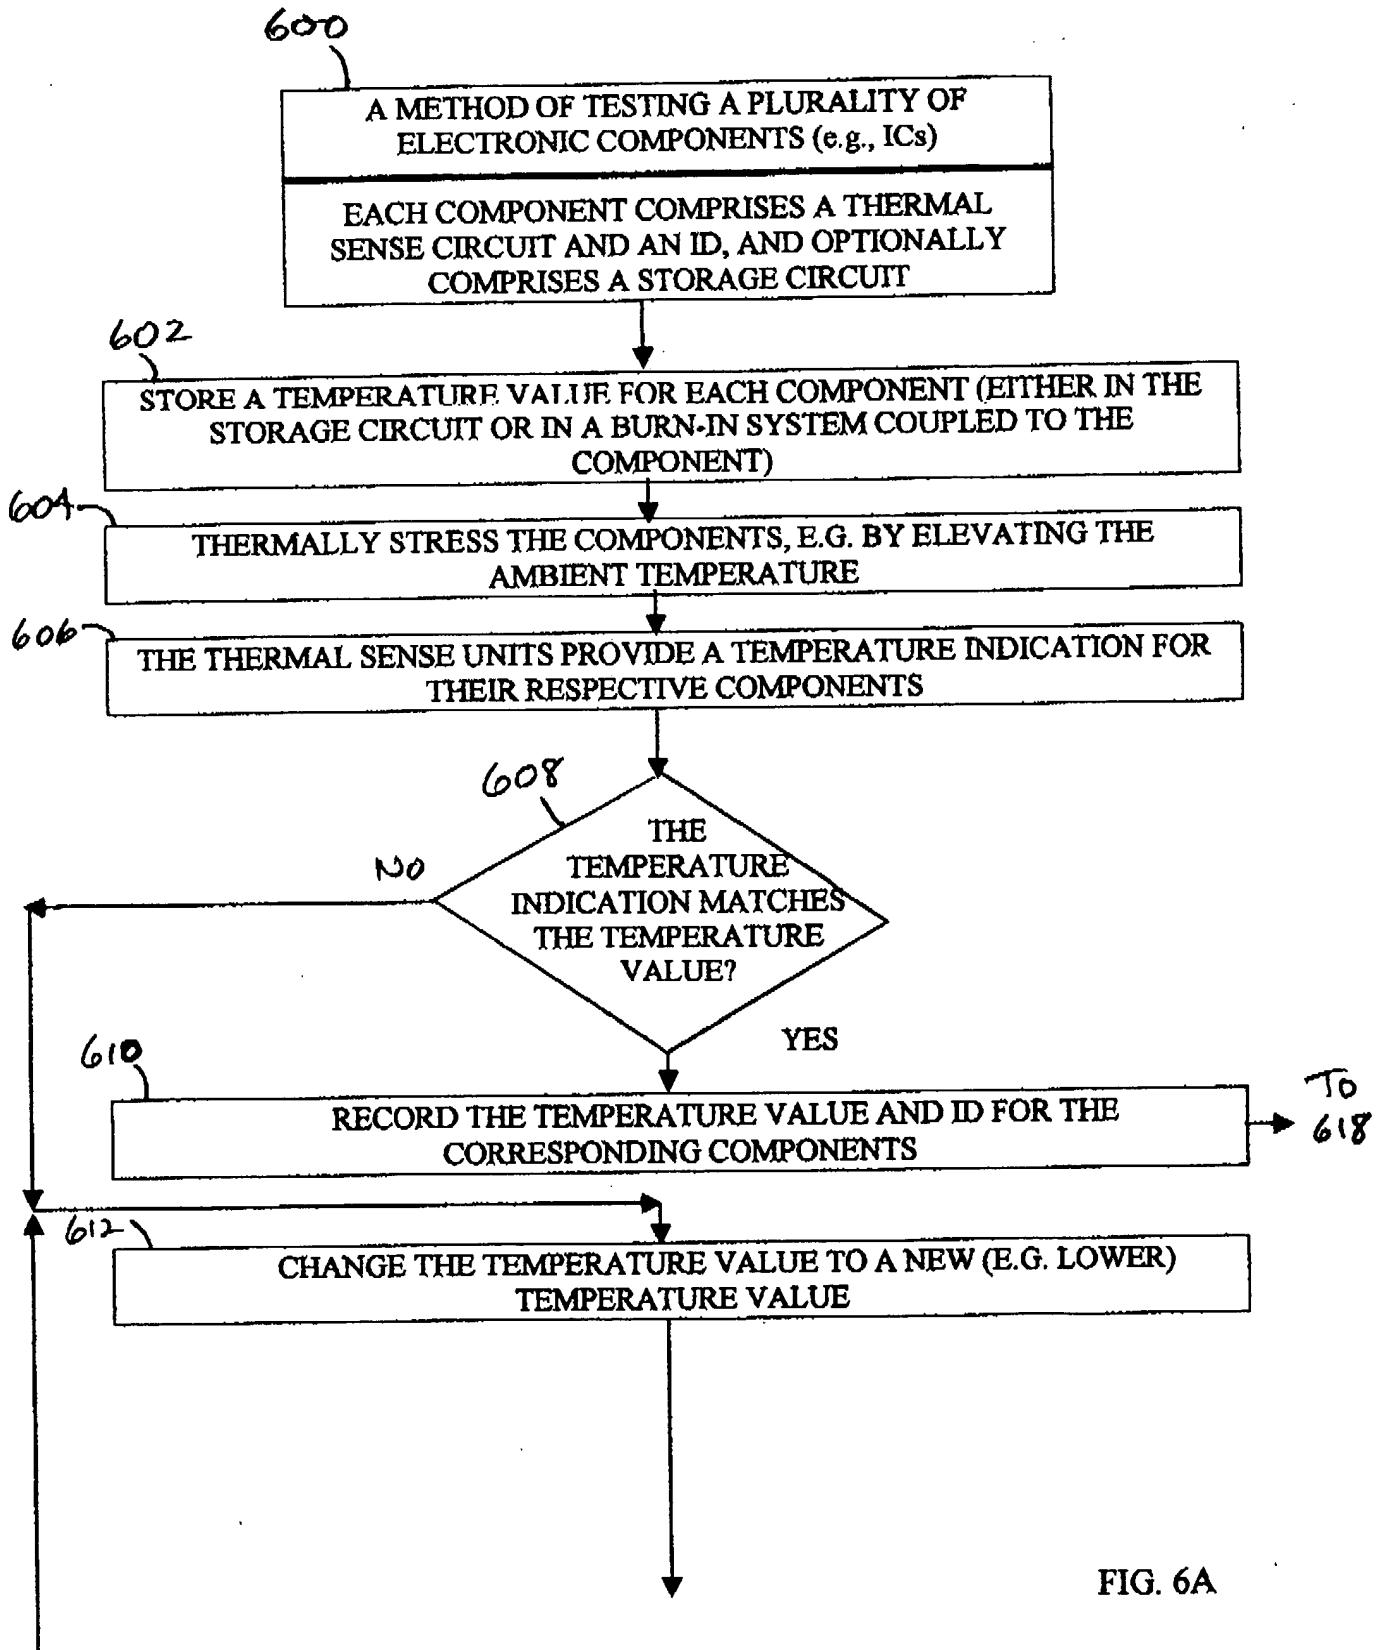 600
A METHOD OF TESTING A PLURALITY OF
ELECTRONIC COMPONENTS (e.g., ICs)
EACH COMPONENT COMPRISES A THERMAL
SENSE CIRCUIT AND AN ID, AND OPTIONALLY
COMPRISES A STORAGE CIRCUIT
602
STORE A TEMPERATURE VALUE FOR EACH COMPONENT (EITHER IN THE
STORAGE CIRCUIT OR IN A BURN-IN SYSTEM COUPLED TO THE
COMPONENT)
604
THERMALLY STRESS THE COMPONENTS, E.G. BY ELEVATING THE
AMBIENT TEMPERATURE
606
THE THERMAL SENSE UNITS PROVIDE A TEMPERATURE INDICATION FOR
THEIR RESPECTIVE COMPONENTS
608
THE
TEMPERATURE
INDICATION MATCHES
THE TEMPERATURE
VALUE?
NO
YES
610
RECORD THE TEMPERATURE VALUE AND ID FOR THE
CORRESPONDING COMPONENTS
TO
618
612
CHANGE THE TEMPERATURE VALUE TO A NEW (E.G. LOWER)
TEMPERATURE VALUE
FIG. 6A